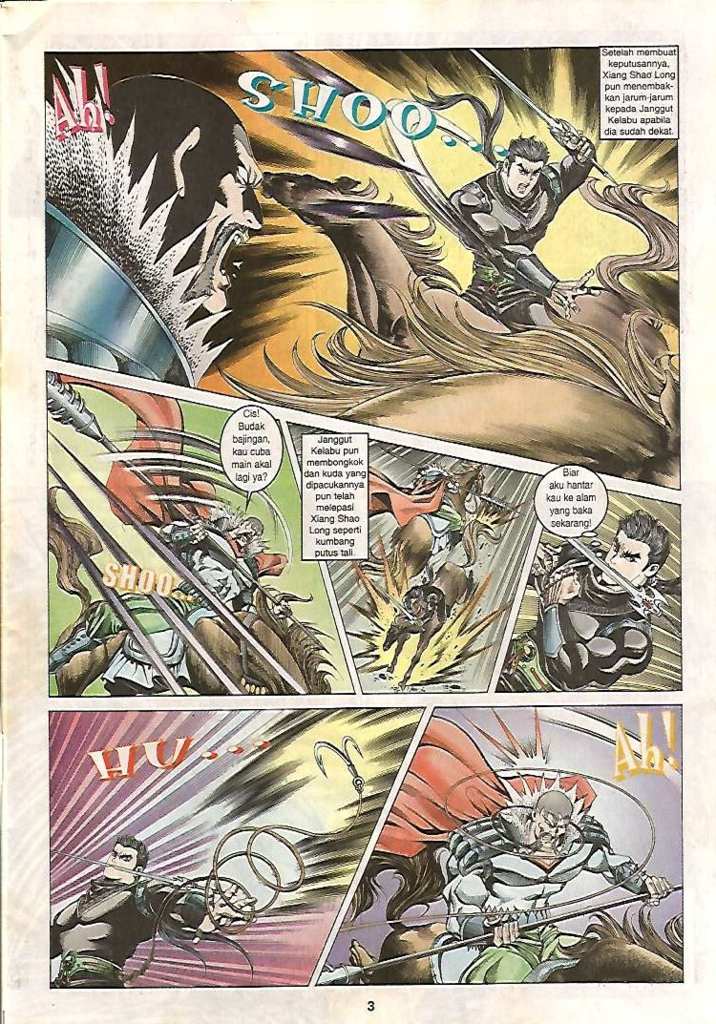 Ah!
SHOO...
Setelah membuat
keputusannya,
Xiang Shao Long
pun menembak-
kan jarum-jarum
kepada Janggut
Kelabu apabila
dia sudah dekat.
Cis!
Budak
bajingan,
kau cuba
main akal
lagi ya?
SHOO...
Janggut
Kelabu pun
membongkok
dan kuda yang
dipacukannya
pun telah
melepasi
Xiang Shao
Long seperti
kumbang
putus tali.
Biar
aku hantar
kau ke alam
yang baka
sekarang!
HU...
Ah!
3